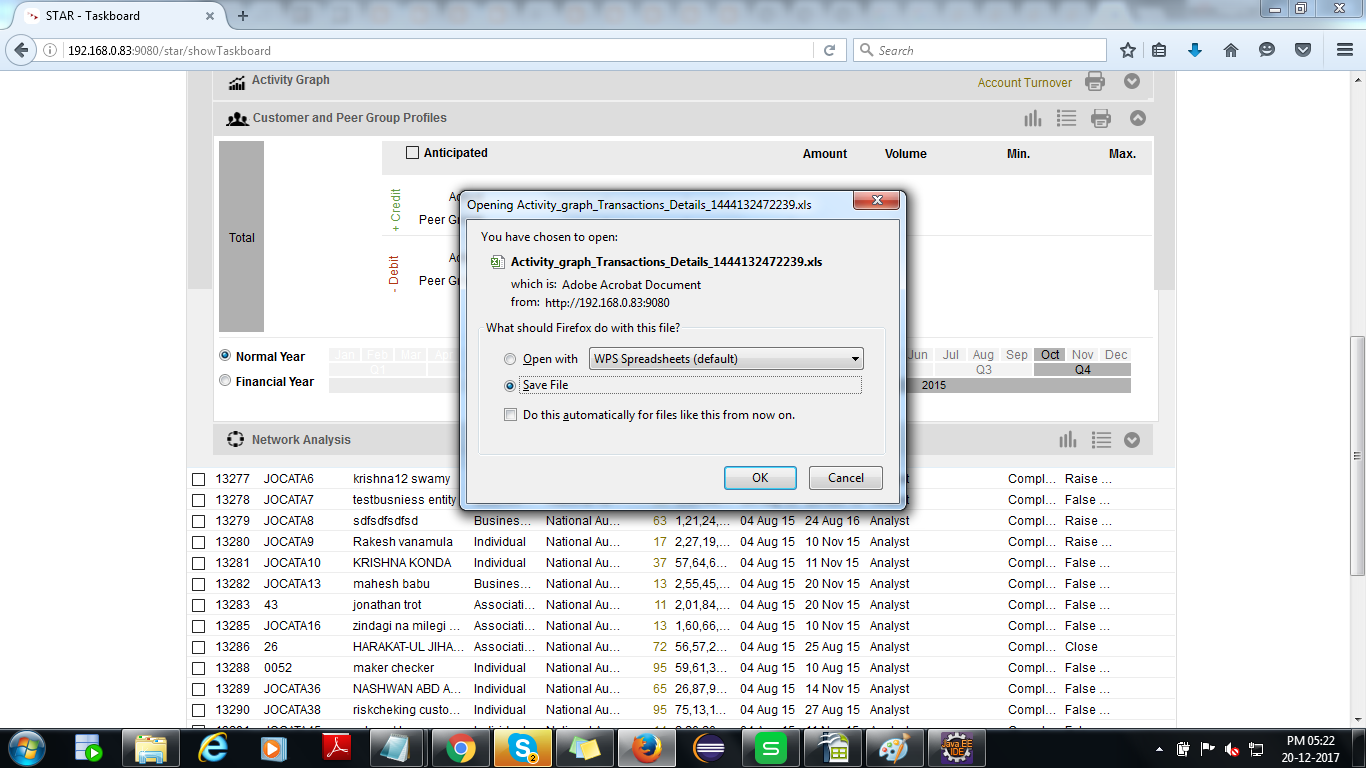 STAR - Taskboard
192.168.0.83:9080/star/showTaskboard
Search
Activity Graph
Account Turnover
Customer and Peer Group Profiles
Anticipated Amount Volume Min. Max.
Total
+ Credit
Peer
- Debit
Peer
Opening Activity_graph_Transactions_Details_1444132472239.xls
You have chosen to open:
Activity_graph_Transactions_Details_1444132472239.xls
which is: Adobe Acrobat Document
from: http://192.168.0.83:9080
What should Firefox do with this file?
Open with WPS Spreadsheets (default)
Save File
Do this automatically for files like this from now on.
OK Cancel
Normal Year
Financial Year
Jan Feb Mar Apr
Q1
Jun Jul Aug Sep Oct Nov Dec
Q3 Q4
2015
Network Analysis
13277 JOCATA6 krishna12 swamy Compl... Raise ...
13278 JOCATA7 testbusniess entity Compl... False ...
13279 JOCATA8 sdfsdfsdfsd Busines... National Au... 63 1,21,24,... 04 Aug 15 24 Aug 16 Analyst Compl... Raise ...
13280 JOCATA9 Rakesh vanamula Individual National Au... 17 2,27,19,... 04 Aug 15 10 Nov 15 Analyst Compl... Raise ...
13281 JOCATA10 KRISHNA KONDA Individual National Au... 37 57,64,6... 04 Aug 15 11 Nov 15 Analyst Compl... False ...
13282 JOCATA13 mahesh babu Busines... National Au... 13 2,55,45,... 04 Aug 15 20 Nov 15 Analyst Compl... False ...
13283 43 jonathan trot Associati... National Au... 11 2,01,84,... 04 Aug 15 20 Nov 15 Analyst Compl... False ...
13285 JOCATA16 zindagi na milegi ... Associati... National Au... 13 1,60,66,... 04 Aug 15 10 Nov 15 Analyst Compl... False ...
13286 26 HARAKAT-UL JIHA... Associati... National Au... 72 56,57,2... 04 Aug 15 25 Aug 15 Analyst Compl... Close
13288 0052 maker checker Individual National Au... 95 59,61,3... 04 Aug 15 10 Aug 15 Analyst Compl... False ...
13289 JOCATA36 NASHWAN ABD A... Individual National Au... 65 26,87,9... 04 Aug 15 14 Nov 15 Analyst Compl... False ...
13290 JOCATA38 riskcheking custo... Individual National Au... 95 75,13,1... 04 Aug 15 27 Aug 15 Analyst Compl... False ...
2
S
Java EE
IDE
PM 05:22
20-12-2017